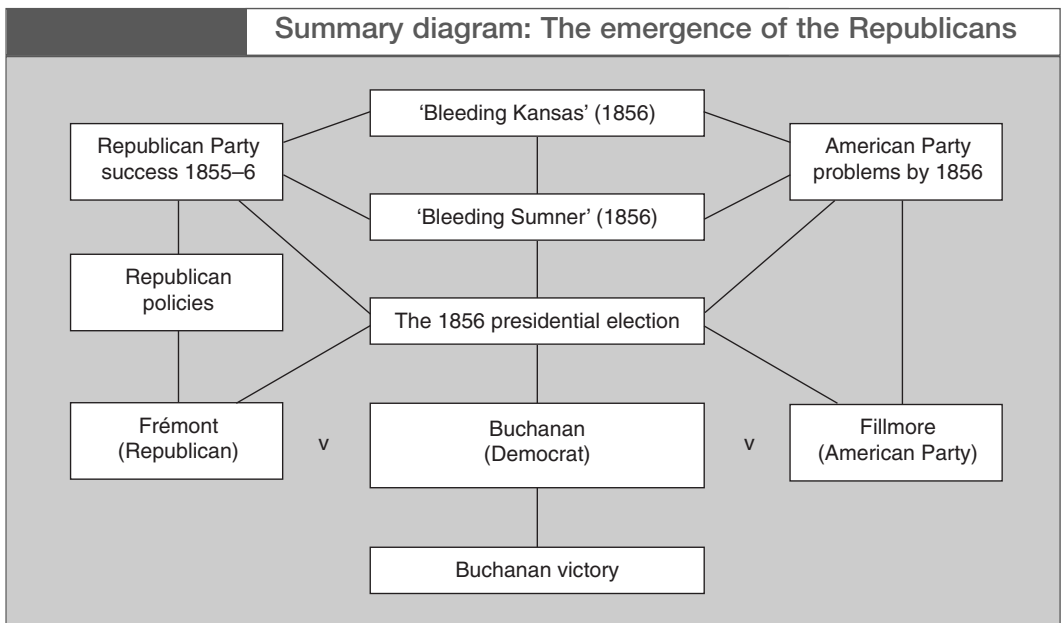 Summary diagram: The emergence of the Republicans
‘Bleeding Kansas’ (1856)
Republican Party
success 1855–6
American Party
problems by 1856
‘Bleeding Sumner’ (1856)
Republican
policies
The 1856 presidential election
Frémont
(Republican)
v
Buchanan
(Democrat)
v
Fillmore
(American Party)
Buchanan victory